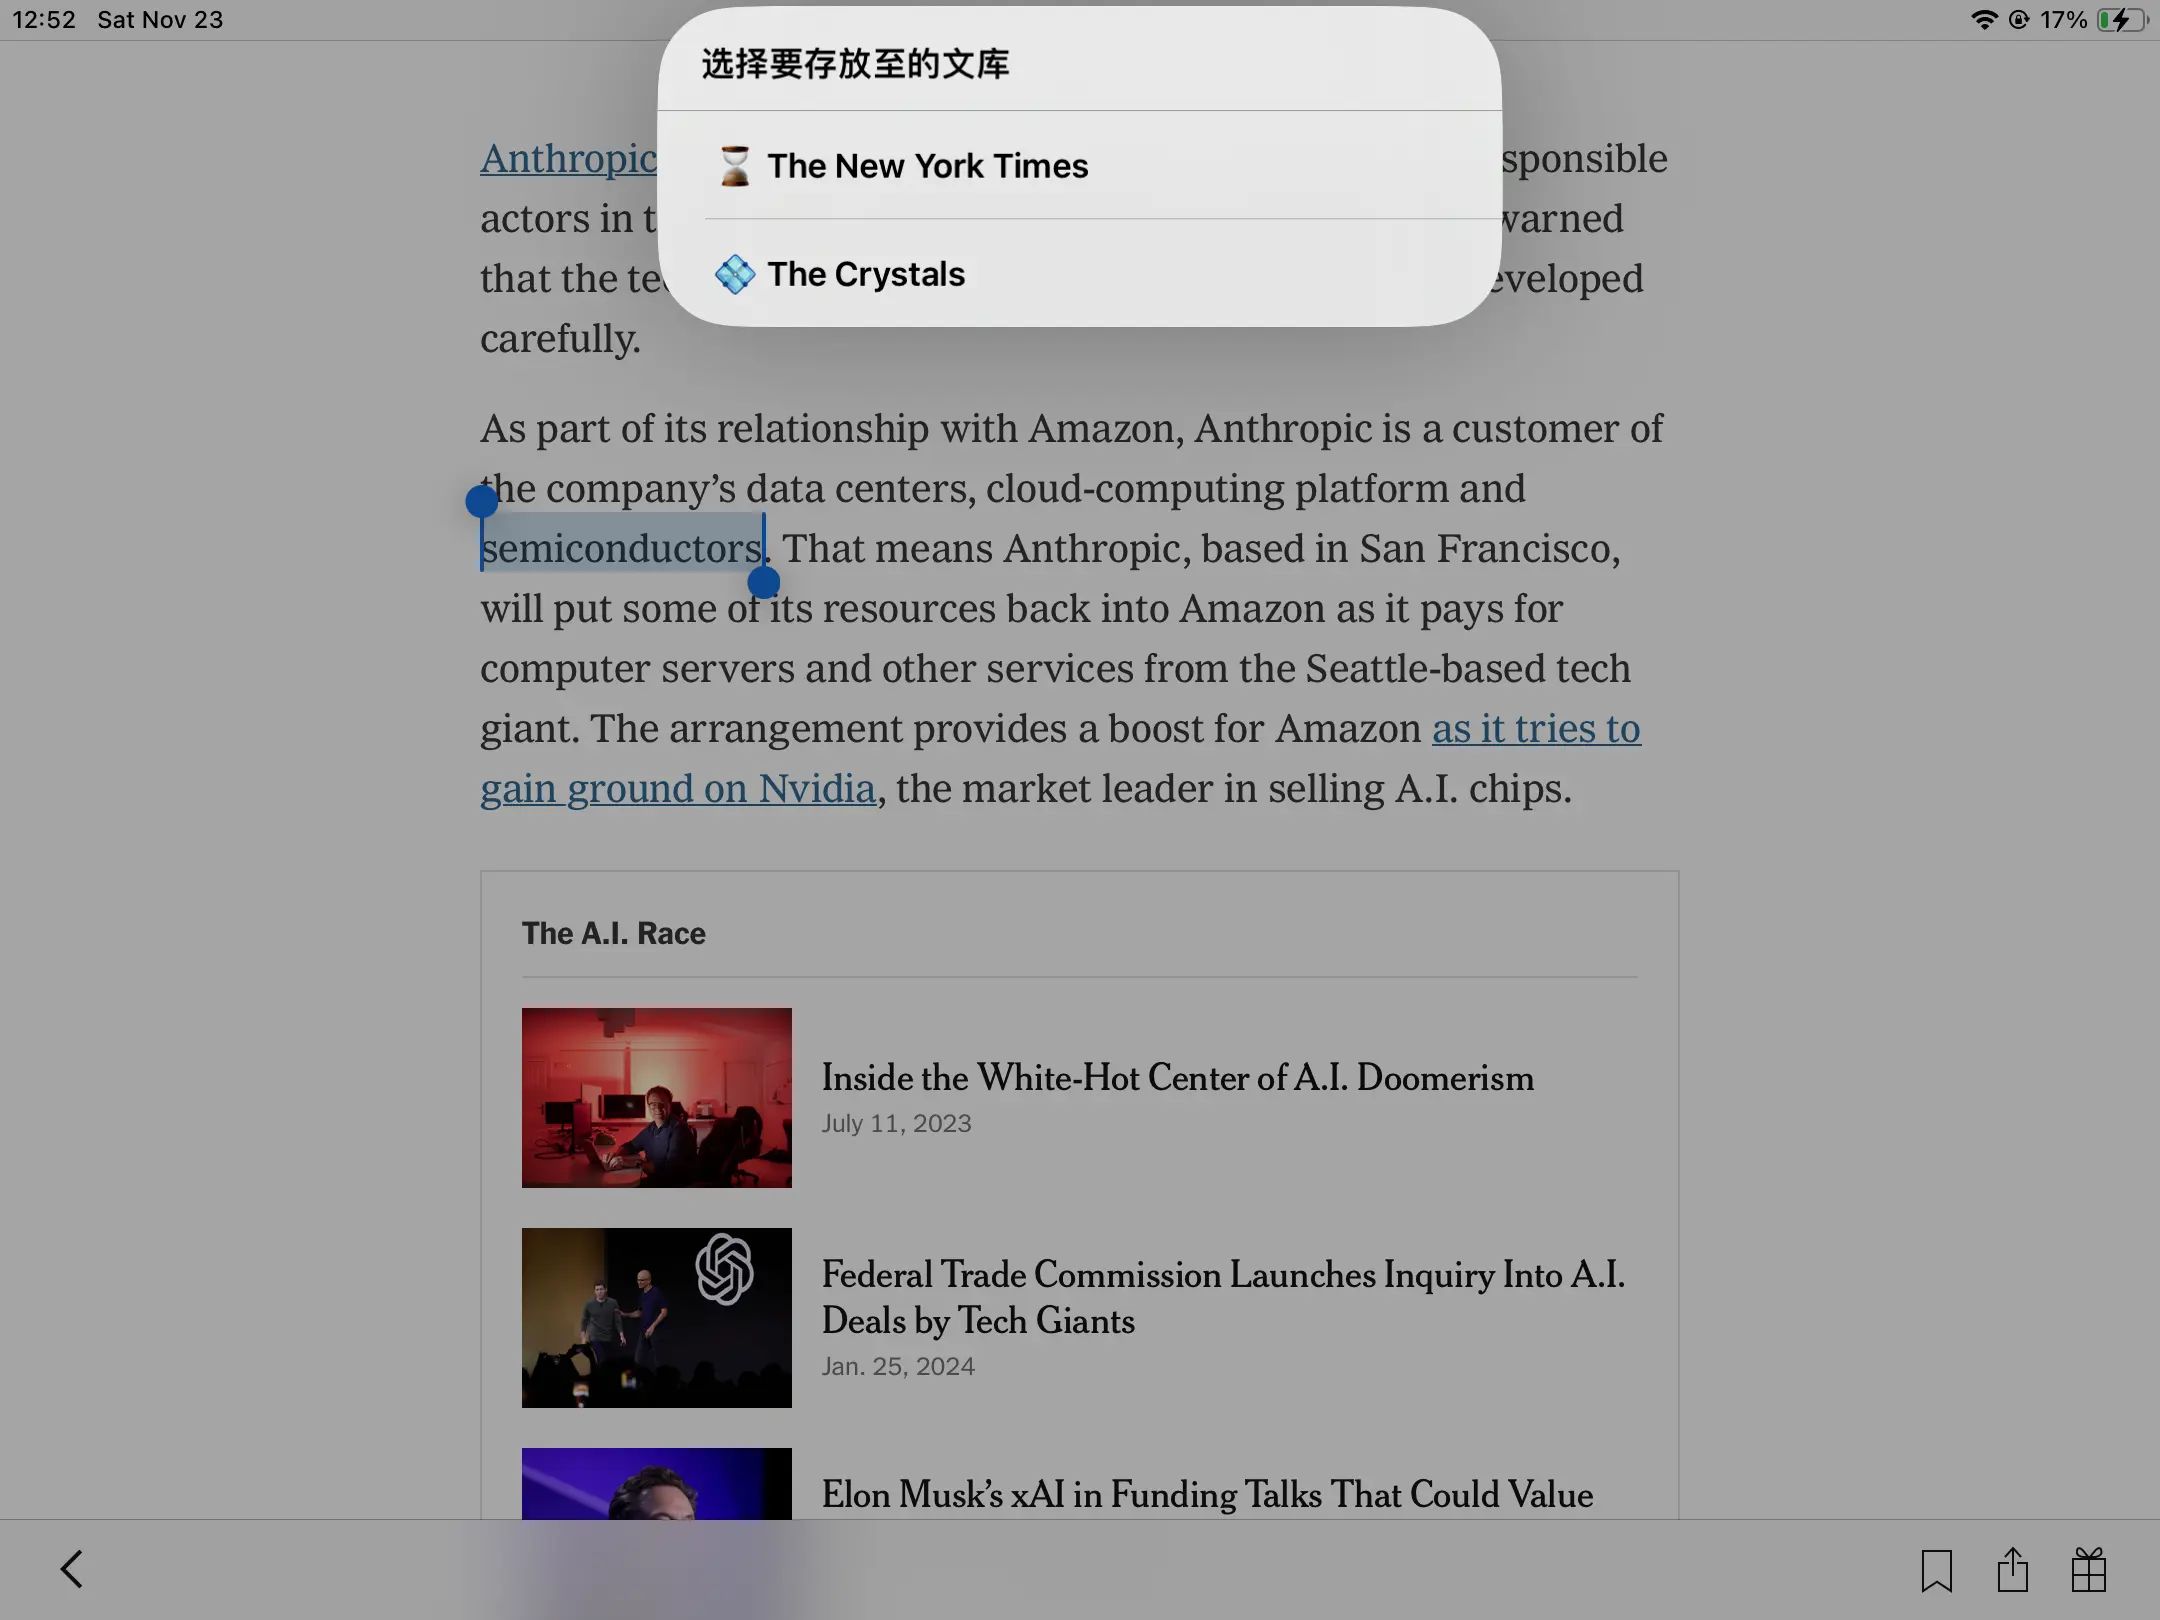 12:52 Sat Nov 23
17%
选择要存放至的文库
⏳ The New York Times
💠 The Crystals
Anthropic sponsible
actors in t warned
that the te eveloped
carefully.
As part of its relationship with Amazon, Anthropic is a customer of
the company’s data centers, cloud-computing platform and
semiconductors. That means Anthropic, based in San Francisco,
will put some of its resources back into Amazon as it pays for
computer servers and other services from the Seattle-based tech
giant. The arrangement provides a boost for Amazon as it tries to
gain ground on Nvidia, the market leader in selling A.I. chips.
The A.I. Race
Inside the White-Hot Center of A.I. Doomerism
July 11, 2023
Federal Trade Commission Launches Inquiry Into A.I.
Deals by Tech Giants
Jan. 25, 2024
Elon Musk’s xAI in Funding Talks That Could Value